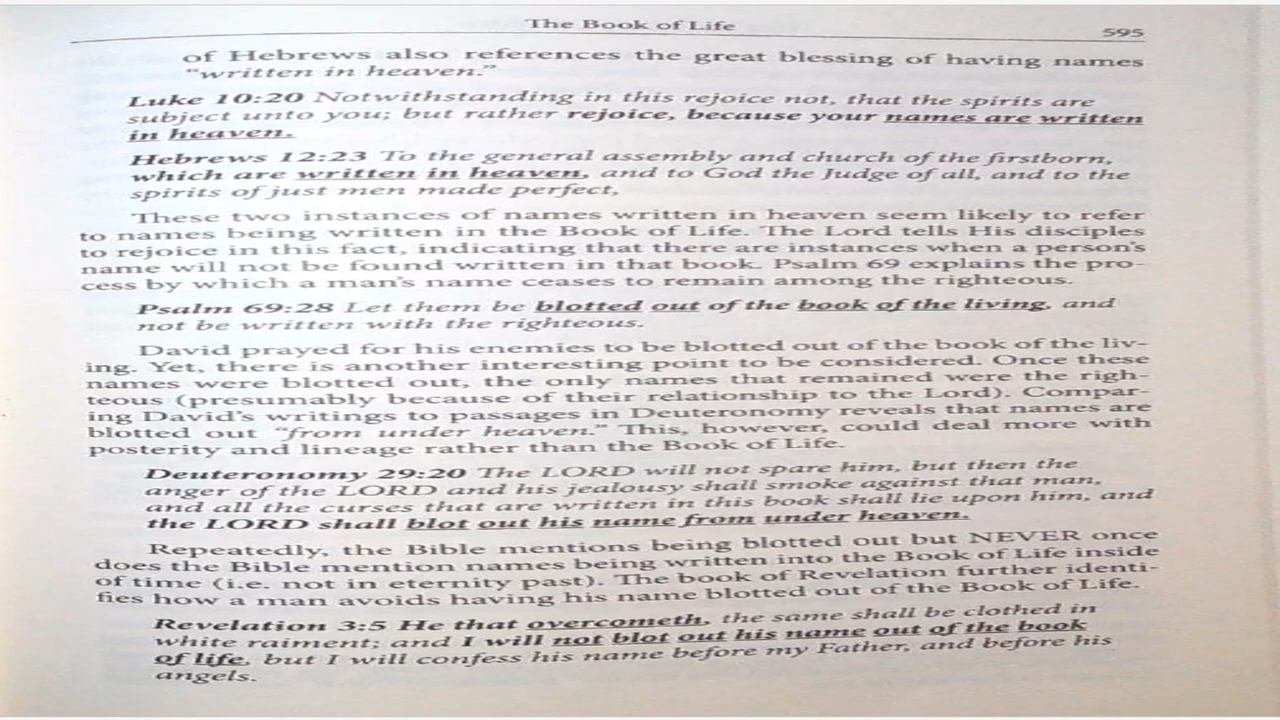 The Book of Life
595
of Hebrews also references the great blessing of having names
“written in heaven.”
Luke 10:20 Notwithstanding in this rejoice not, that the spirits are
subject unto you; but rather rejoice, because your names are written
in heaven.
Hebrews 12:23 To the general assembly and church of the firstborn,
which are written in heaven, and to God the Judge of all, and to the
spirits of just men made perfect,
These two instances of names written in heaven seem likely to refer
to names being written in the Book of Life. The Lord tells His disciples
to rejoice in this fact, indicating that there are instances when a person’s
name will not be found written in that book. Psalm 69 explains the pro-
cess by which a man’s name ceases to remain among the righteous.
Psalm 69:28 Let them be blotted out of the book of the living, and
not be written with the righteous.
David prayed for his enemies to be blotted out of the book of the liv-
ing. Yet, there is another interesting point to be considered. Once these
names were blotted out, the only names that remained were the righ-
teous (presumably because of their relationship to the Lord). Compar-
ing David’s writings to passages in Deuteronomy reveals that names are
blotted out “from under heaven.” This, however, could deal more with
posterity and lineage rather than the Book of Life.
Deuteronomy 29:20 The LORD will not spare him, but then the
anger of the LORD and his jealousy shall smoke against that man,
and all the curses that are written in this book shall lie upon him, and
the LORD shall blot out his name from under heaven.
Repeatedly, the Bible mentions being blotted out but NEVER once
does the Bible mention names being written into the Book of Life inside
of time (i.e. not in eternity past). The book of Revelation further identi-
fies how a man avoids having his name blotted out of the Book of Life.
Revelation 3:5 He that overcometh, the same shall be clothed in
white raiment; and I will not blot out his name out of the book
of life, but I will confess his name before my Father, and before his
angels.